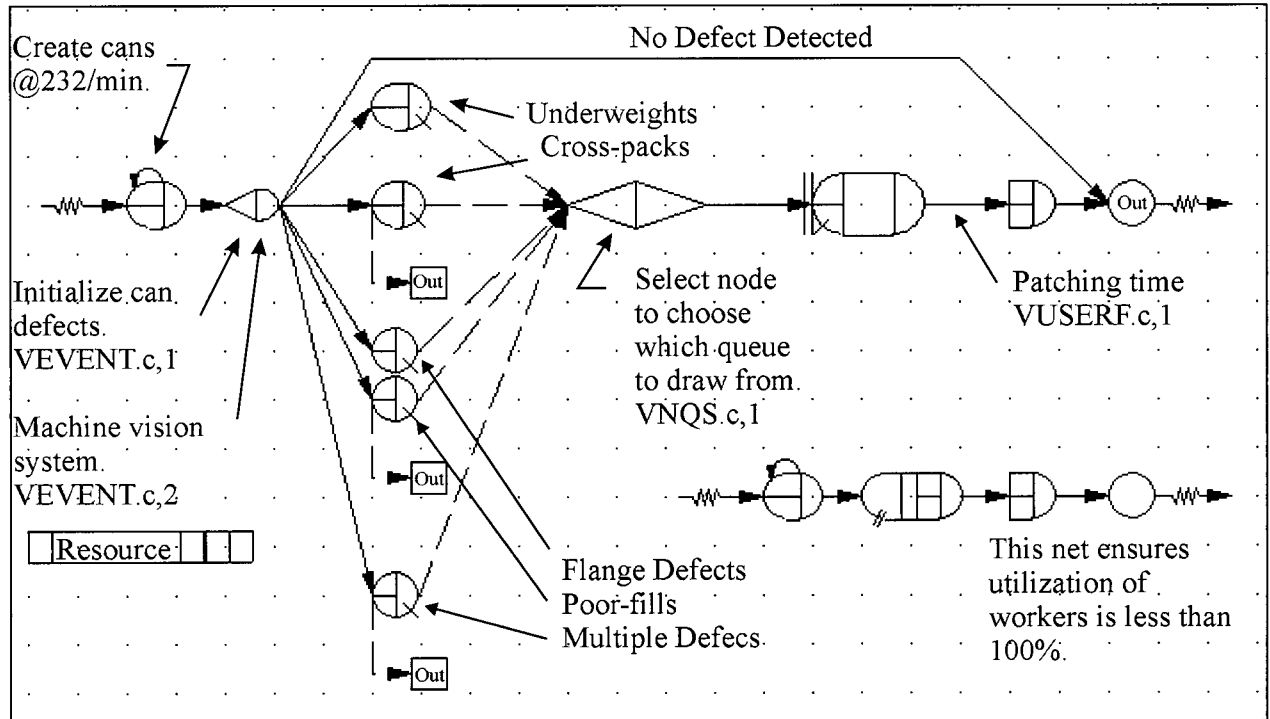 Create cans
@232/min.
No Defect Detected
Underweights
Cross-packs
Out
Out
Initialize can
defects.
VEVENT.c,1
Machine vision
system.
VEVENT.c,2
Resource
Select node
to choose
which queue
to draw from.
VNQS.c,1
Patching time
VUSERF.c,1
Out
Flange Defects
Poor-fills
Multiple Defecs
Out
This net ensures
utilization of
workers is less than
100%.